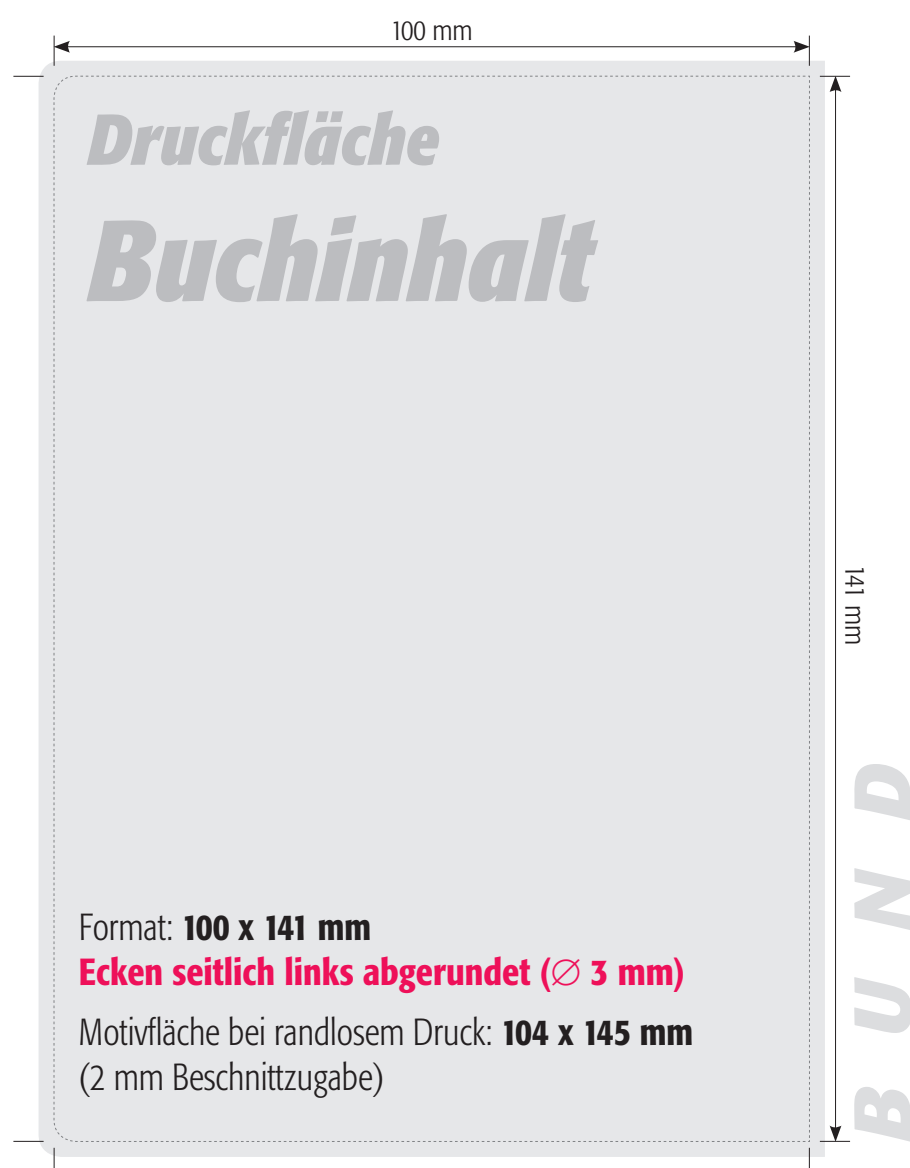 100 mm
Druckfläche
Buchinhalt
141 mm
Format: 100 x 141 mm
Ecken seitlich links abgerundet (∅ 3 mm)
Motivfläche bei randlosem Druck: 104 x 145 mm
(2 mm Beschnittzugabe)
BUND